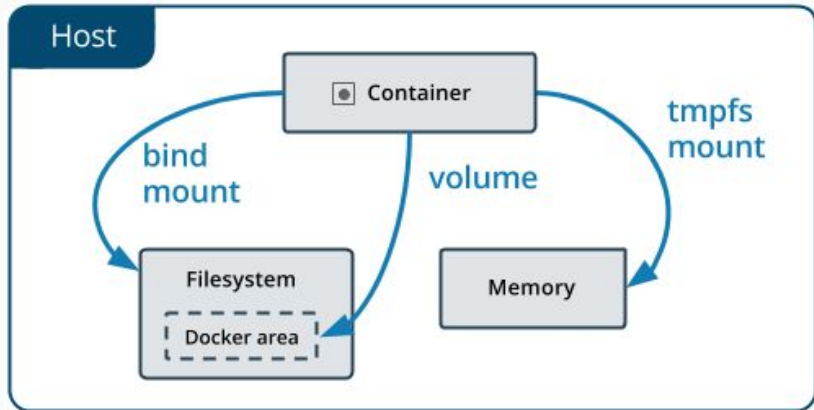 Host
Container
bind
mount
volume
tmpfs
mount
Filesystem
Docker area
Memory